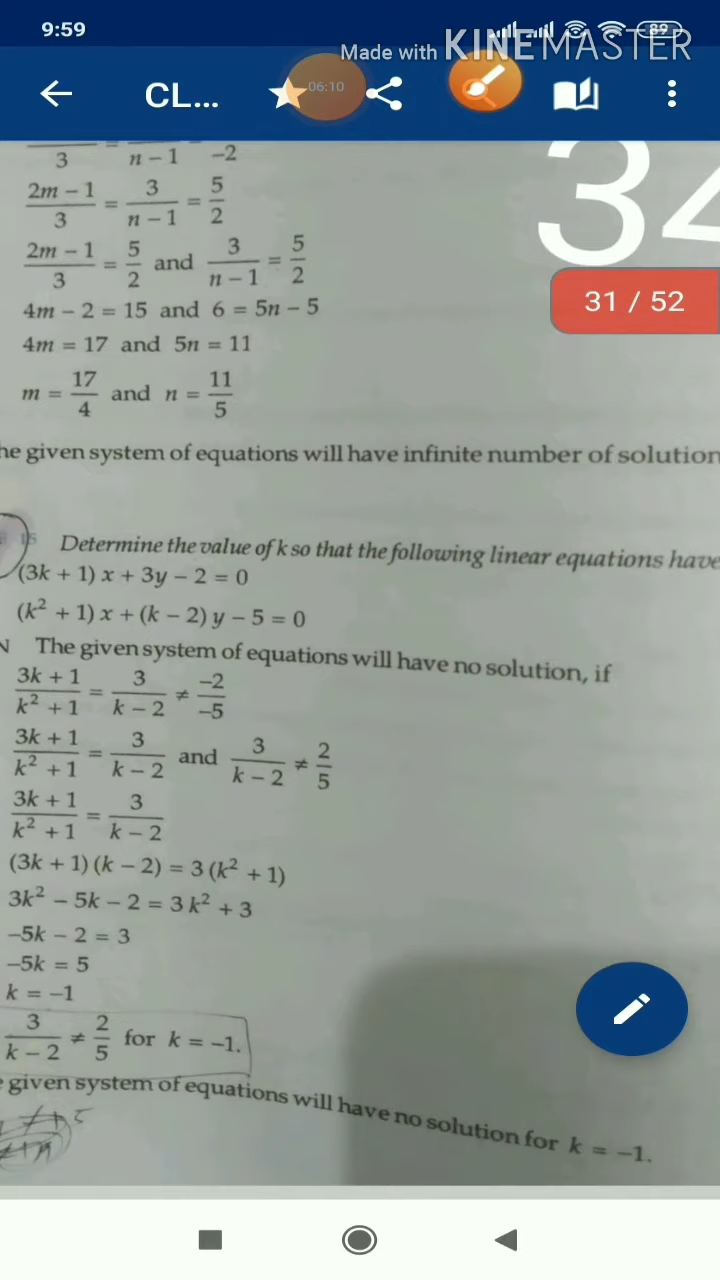 9:59
89
Made with KINEMASTER
CL...
06:10
34
31 / 52
3 = n – 1 –2
(2m – 1)/3 = 3/(n – 1) = 5/2
(2m – 1)/3 = 5/2 and 3/(n – 1) = 5/2
4m – 2 = 15 and 6 = 5n – 5
4m = 17 and 5n = 11
m = 17/4 and n = 11/5
he given system of equations will have infinite number of solution
15 Determine the value of k so that the following linear equations have
(3k + 1) x + 3y – 2 = 0
(k² + 1) x + (k – 2) y – 5 = 0
N The given system of equations will have no solution, if
(3k + 1)/(k² + 1) = 3/(k – 2) ≠ –2/–5
(3k + 1)/(k² + 1) = 3/(k – 2) and 3/(k – 2) ≠ 2/5
(3k + 1)/(k² + 1) = 3/(k – 2)
(3k + 1) (k – 2) = 3 (k² + 1)
3k² – 5k – 2 = 3 k² + 3
–5k – 2 = 3
–5k = 5
k = –1
3/(k – 2) ≠ 2/5 for k = –1.
e given system of equations will have no solution for k = –1.